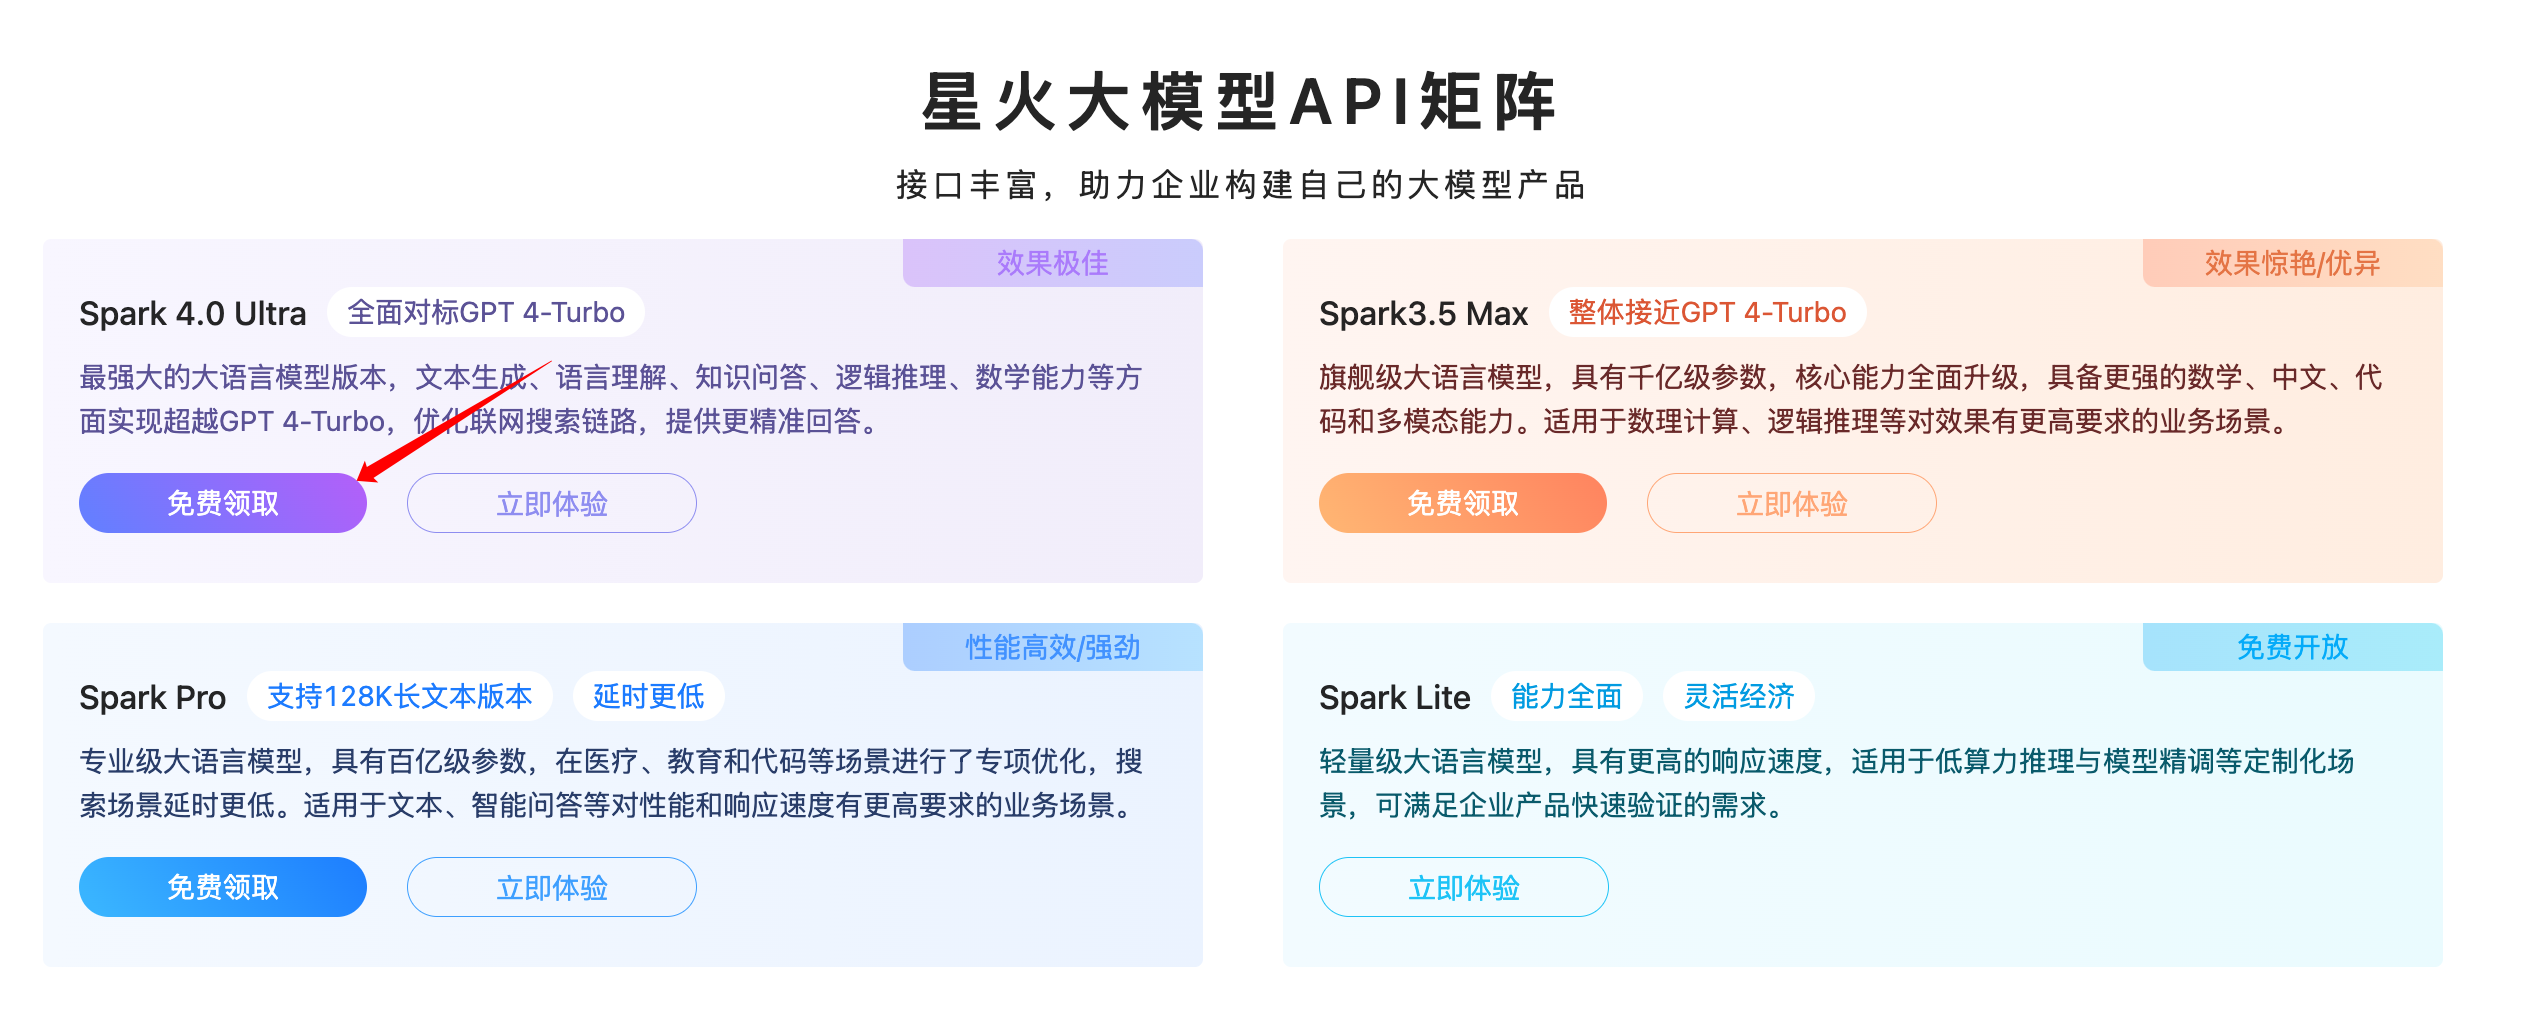 星火大模型API矩阵
接口丰富，助力企业构建自己的大模型产品
效果极佳
Spark 4.0 Ultra 全面对标GPT 4-Turbo
最强大的大语言模型版本，文本生成、语言理解、知识问答、逻辑推理、数学能力等方
面实现超越GPT 4-Turbo，优化联网搜索链路，提供更精准回答。
免费领取 立即体验
效果惊艳/优异
Spark3.5 Max 整体接近GPT 4-Turbo
旗舰级大语言模型，具有千亿级参数，核心能力全面升级，具备更强的数学、中文、代
码和多模态能力。适用于数理计算、逻辑推理等对效果有更高要求的业务场景。
免费领取 立即体验
性能高效/强劲
Spark Pro 支持128K长文本版本 延时更低
专业级大语言模型，具有百亿级参数，在医疗、教育和代码等场景进行了专项优化，搜
索场景延时更低。适用于文本、智能问答等对性能和响应速度有更高要求的业务场景。
免费领取 立即体验
免费开放
Spark Lite 能力全面 灵活经济
轻量级大语言模型，具有更高的响应速度，适用于低算力推理与模型精调等定制化场
景，可满足企业产品快速验证的需求。
立即体验